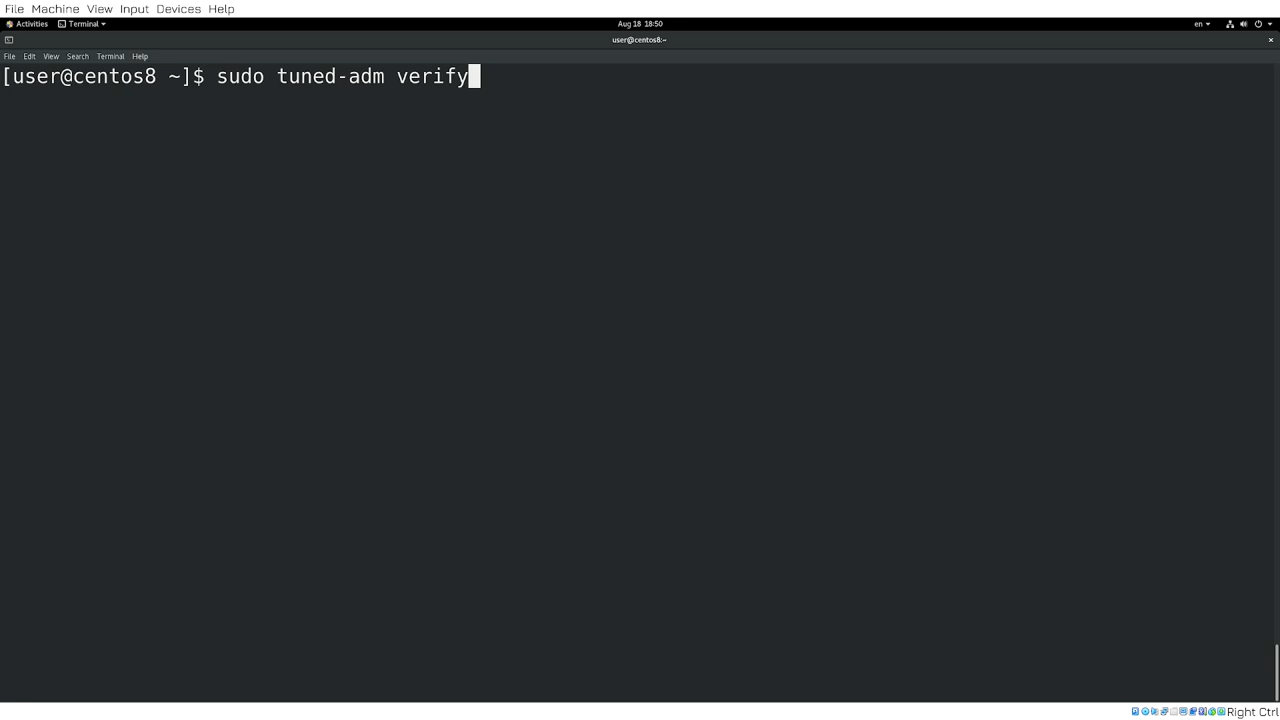 File Machine View Input Devices Help
Activities Terminal Aug 18 18:50 en
user@centos8:~
File Edit View Search Terminal Help
[user@centos8 ~]$ sudo tuned-adm verify
Right Ctrl